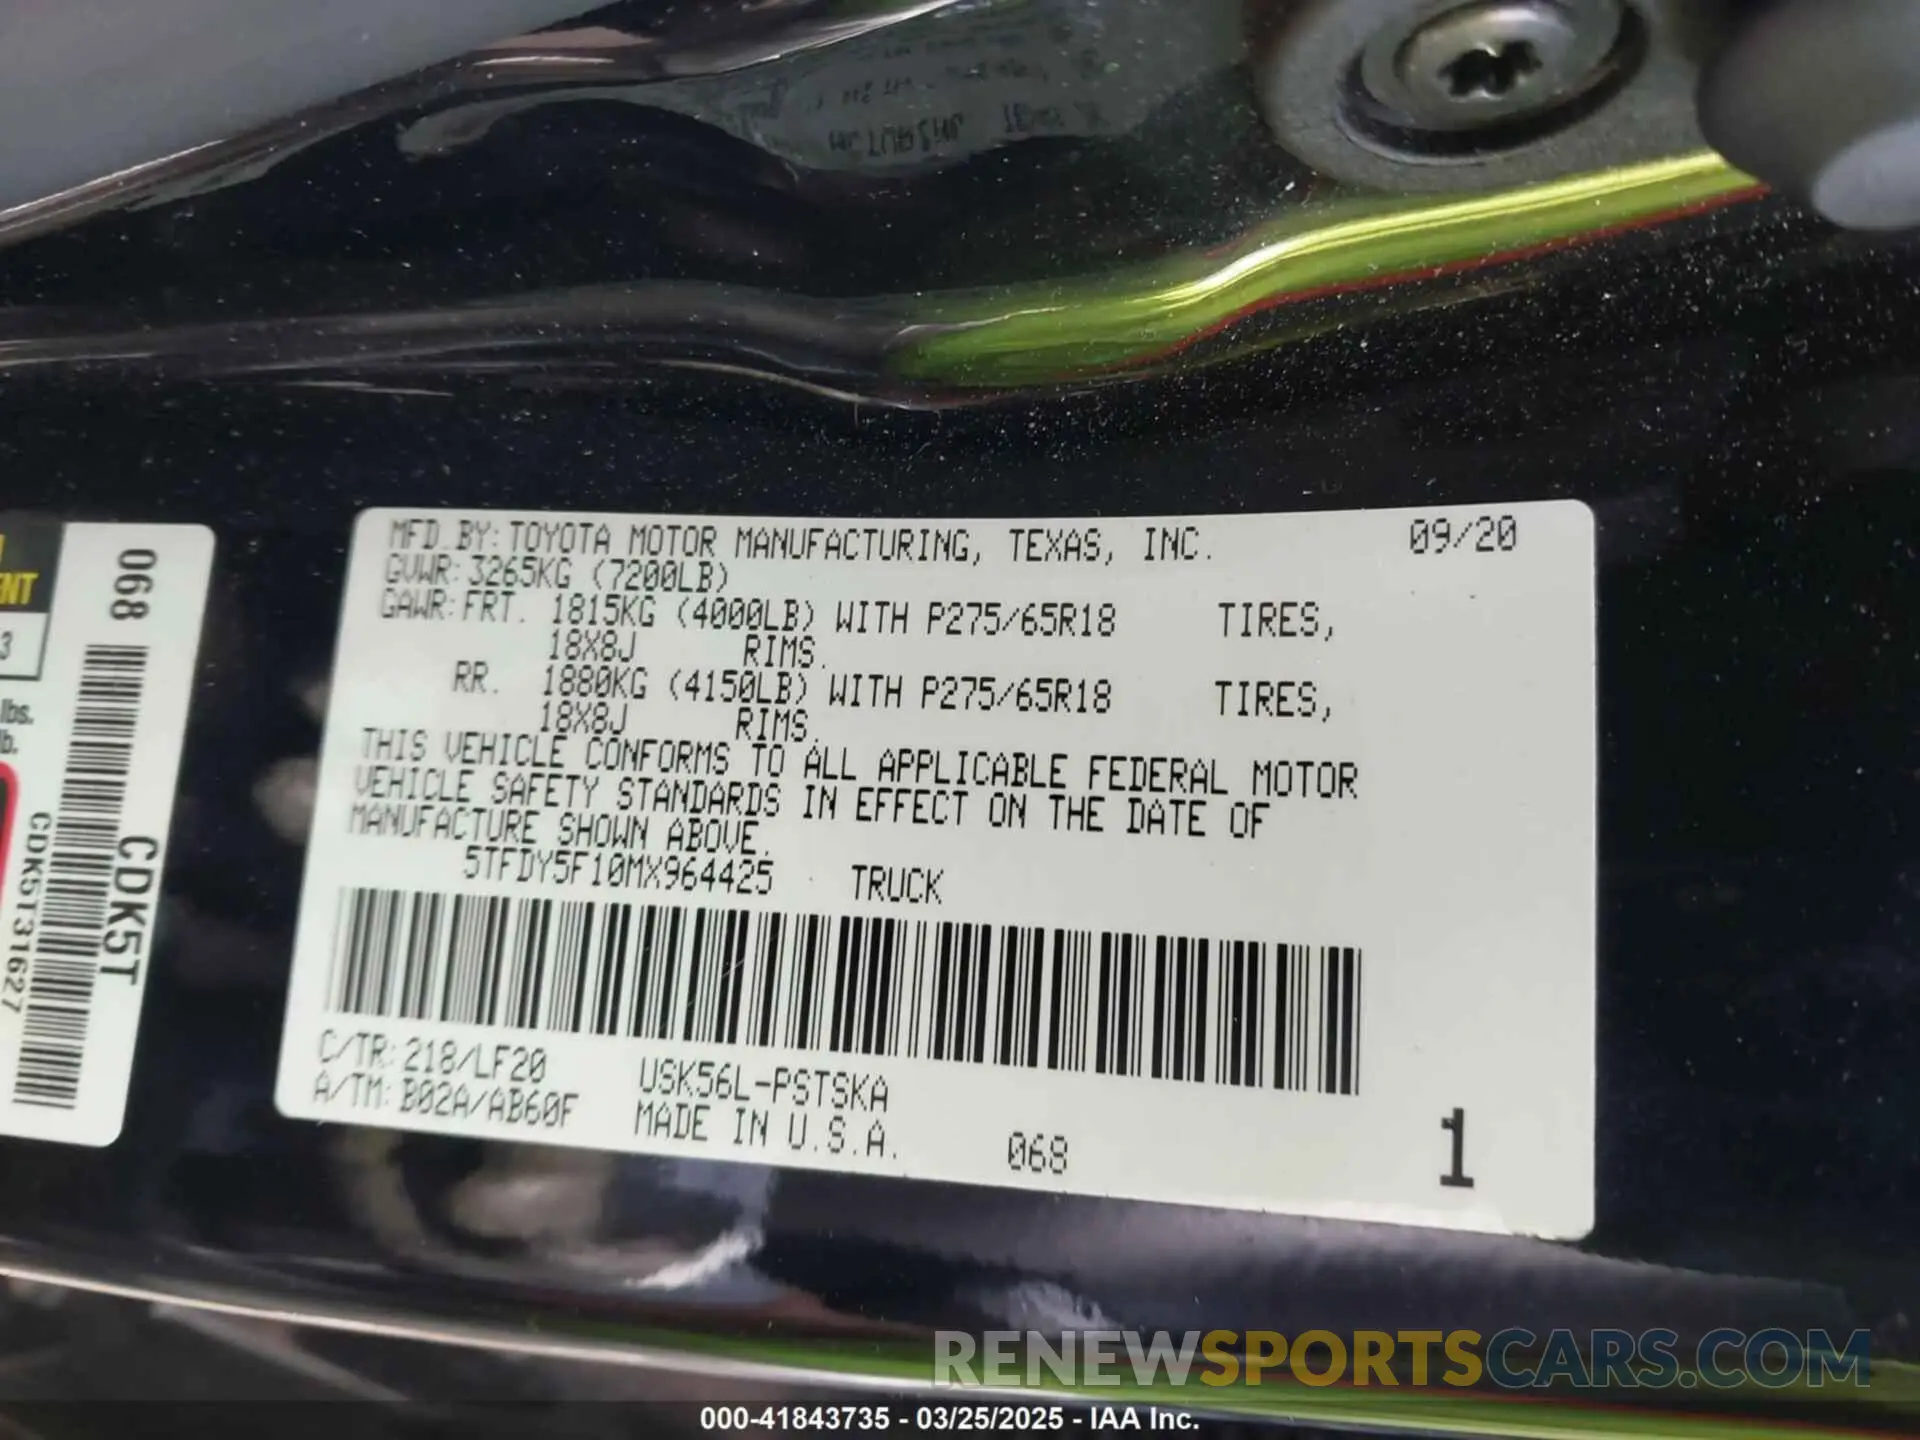 MFD. BY: TOYOTA MOTOR MANUFACTURING, TEXAS, INC. 09/20
GVWR: 3265KG (7200LB)
GAWR: FRT. 1815KG (4000LB) WITH P275/65R18 TIRES,
18X8J RIMS.
RR. 1880KG (4150LB) WITH P275/65R18 TIRES,
18X8J RIMS.
THIS VEHICLE CONFORMS TO ALL APPLICABLE FEDERAL MOTOR
VEHICLE SAFETY STANDARDS IN EFFECT ON THE DATE OF
MANUFACTURE SHOWN ABOVE.
5TFDY5F10MX964425 TRUCK
C/TR: 218/LF20 USK56L-PSTSKA
A/TM: B02A/AB60F MADE IN U.S.A. 068 1
068
CDK5T
CDK5T31627
3
lbs.
lb.
RENEWSPORTSCARS.COM
000-41843735 - 03/25/2025 - IAA Inc.